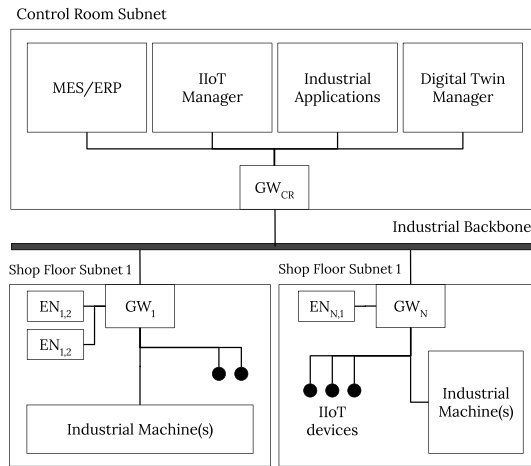 Control Room Subnet
MES/ERP
IIoT
Manager
Industrial
Applications
Digital Twin
Manager
GW_CR
Industrial Backbone
Shop Floor Subnet 1
EN_1,2
EN_1,2
GW_1
Industrial Machine(s)
Shop Floor Subnet 1
EN_N,1
GW_N
IIoT
devices
Industrial
Machine(s)